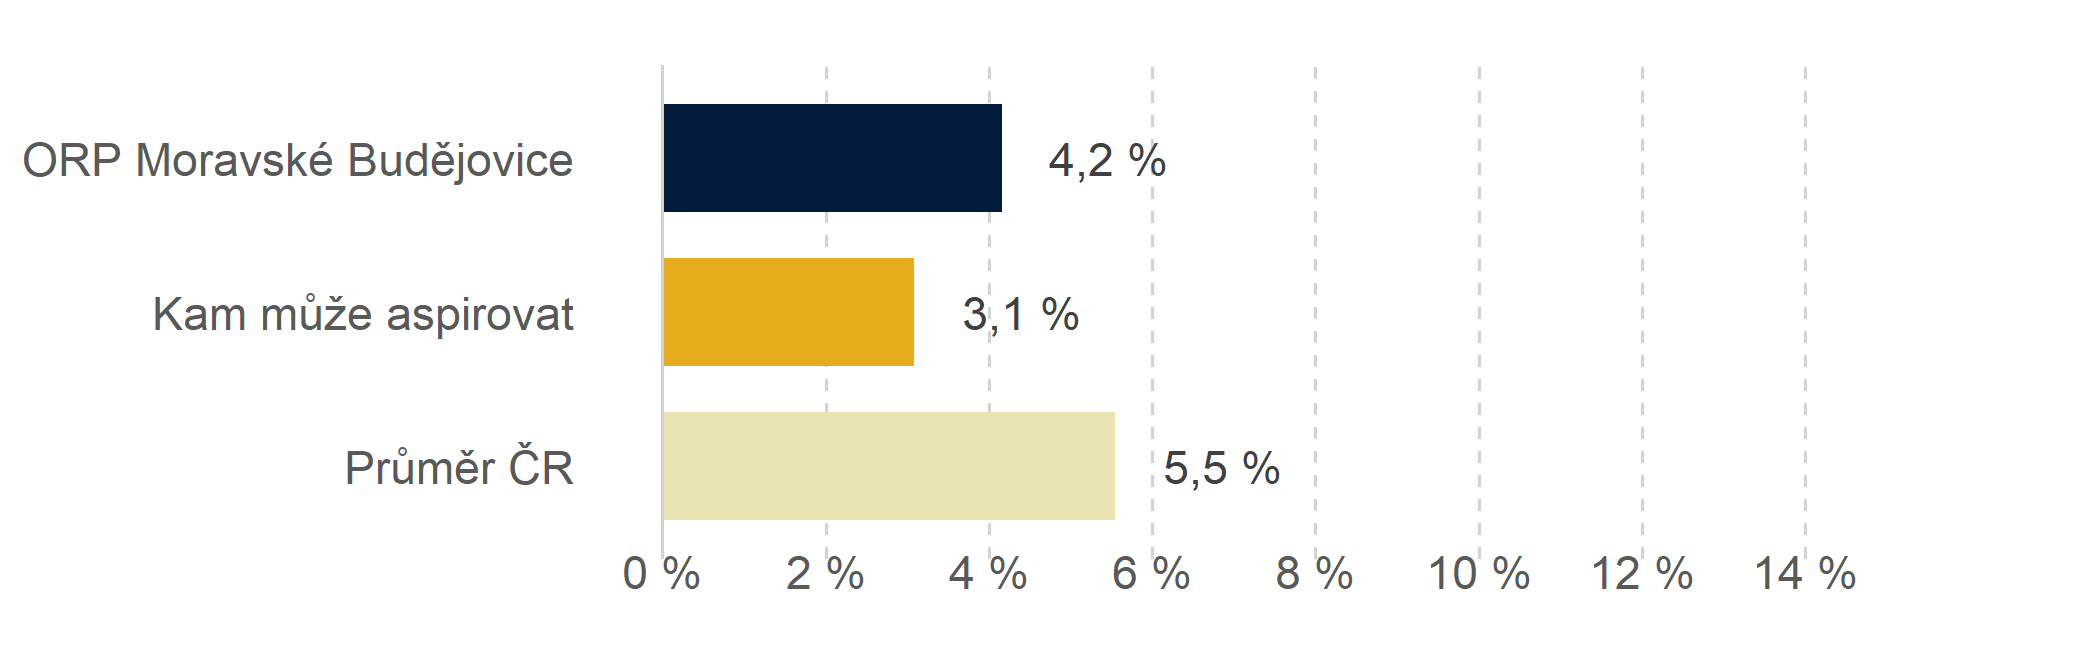 ORP Moravské Budějovice
4,2 %
Kam může aspirovat
3,1 %
Průměr ČR
5,5 %
0 % 2 % 4 % 6 % 8 % 10 % 12 % 14 %